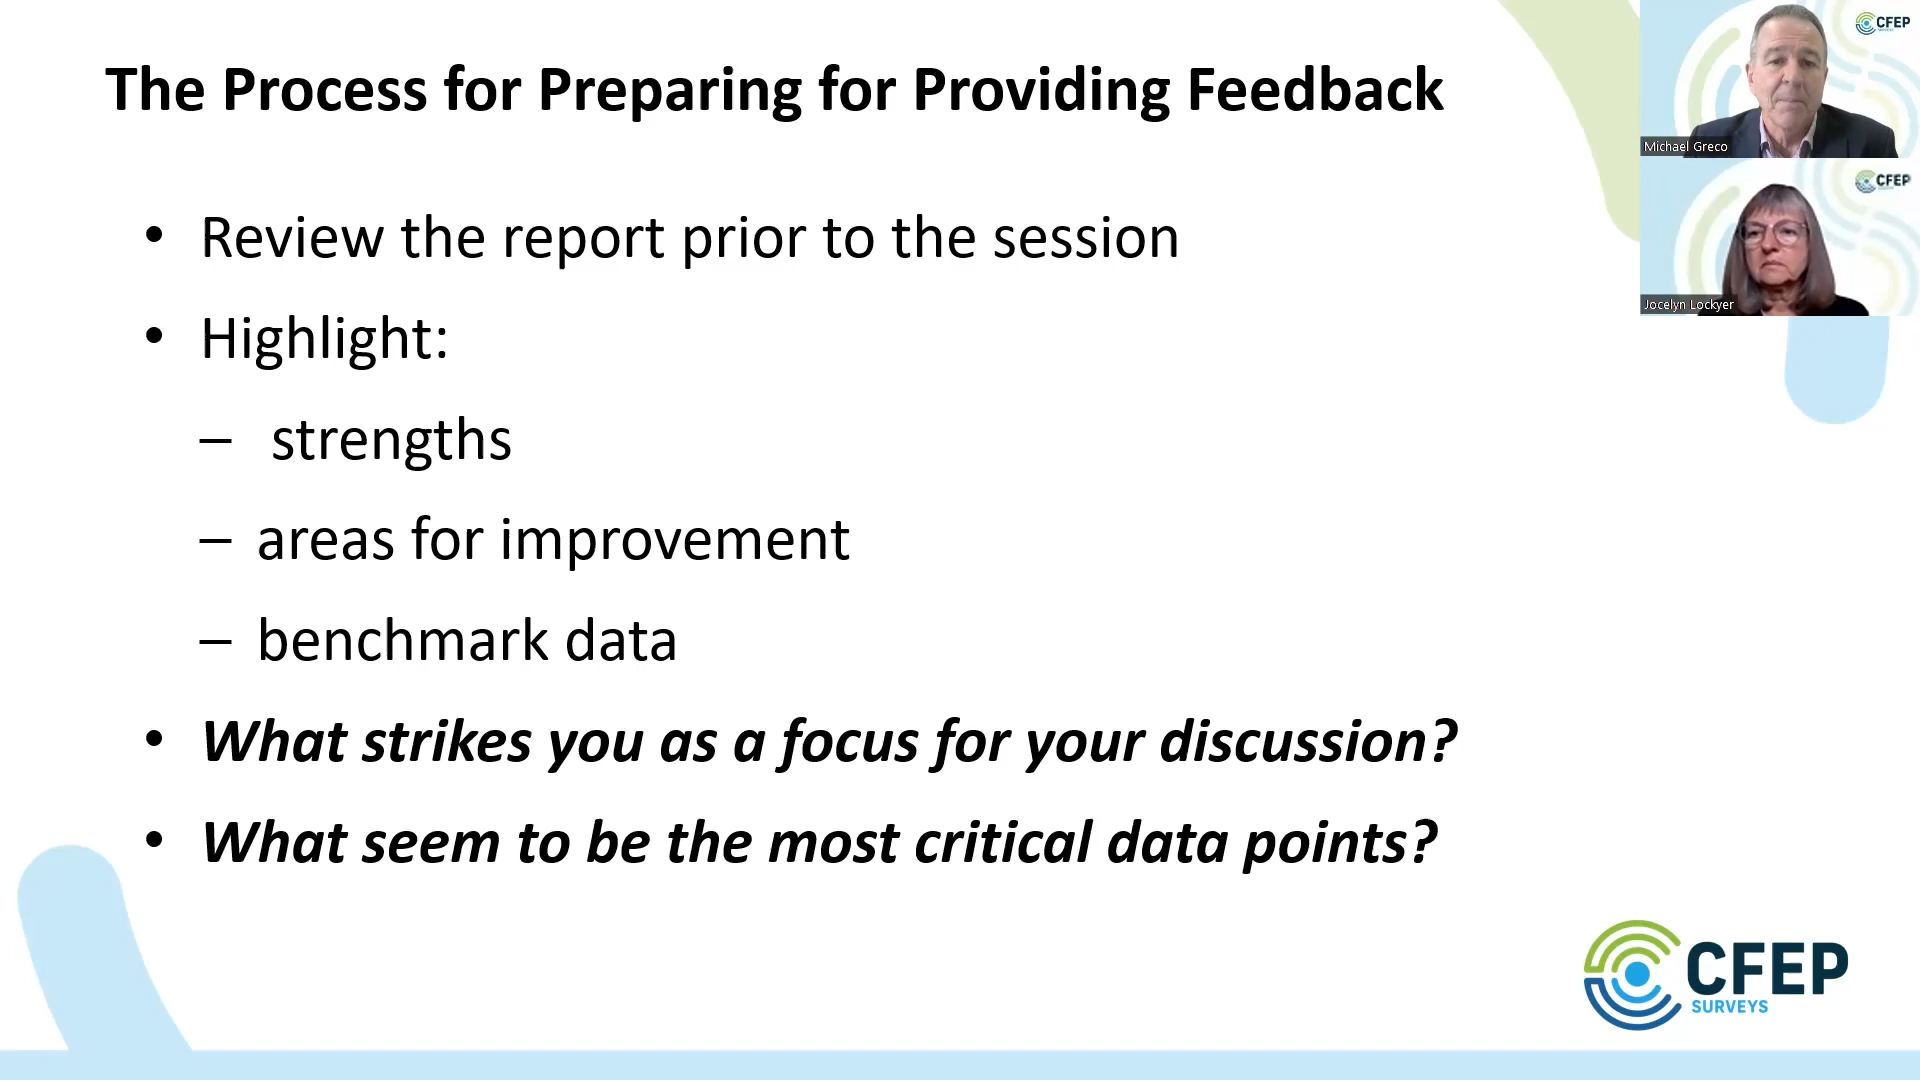 The Process for Preparing for Providing Feedback
• Review the report prior to the session
• Highlight:
– strengths
– areas for improvement
– benchmark data
• What strikes you as a focus for your discussion?
• What seem to be the most critical data points?
CFEP
Michael Greco
CFEP
Jocelyn Lockyer
CFEP
SURVEYS